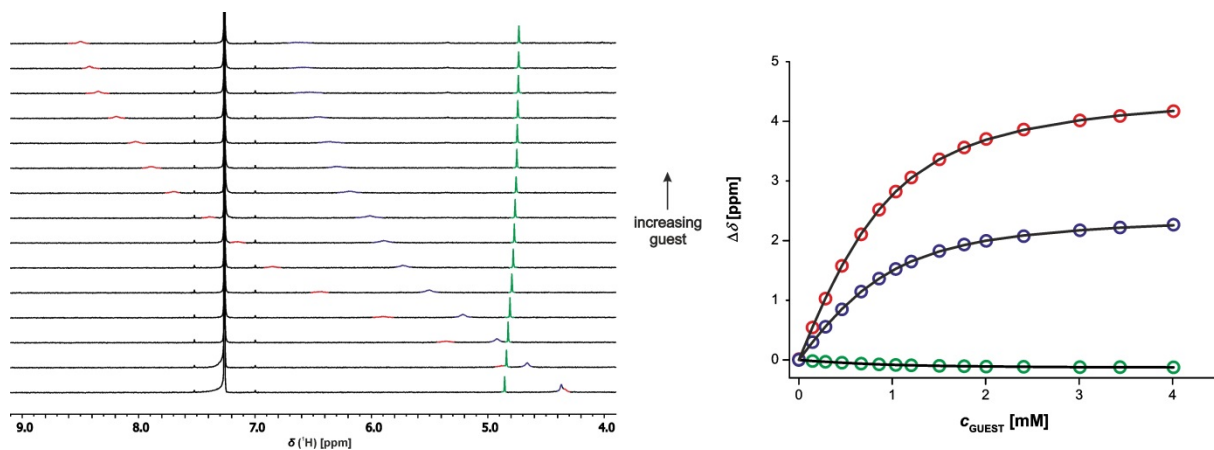 9.0 8.0 7.0 6.0 5.0 4.0
δ (¹H) [ppm]
increasing
guest
5
4
3
2
1
0
Δδ [ppm]
0 1 2 3 4
cGUEST [mM]